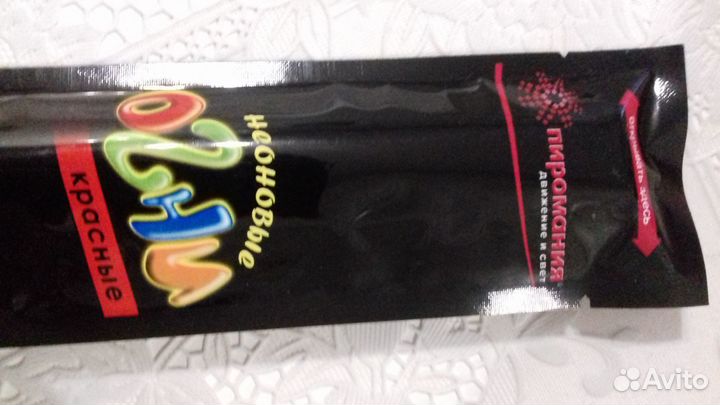 открывать здесь
пиромания
движение и свет
неоновые
огни
красные
Avito